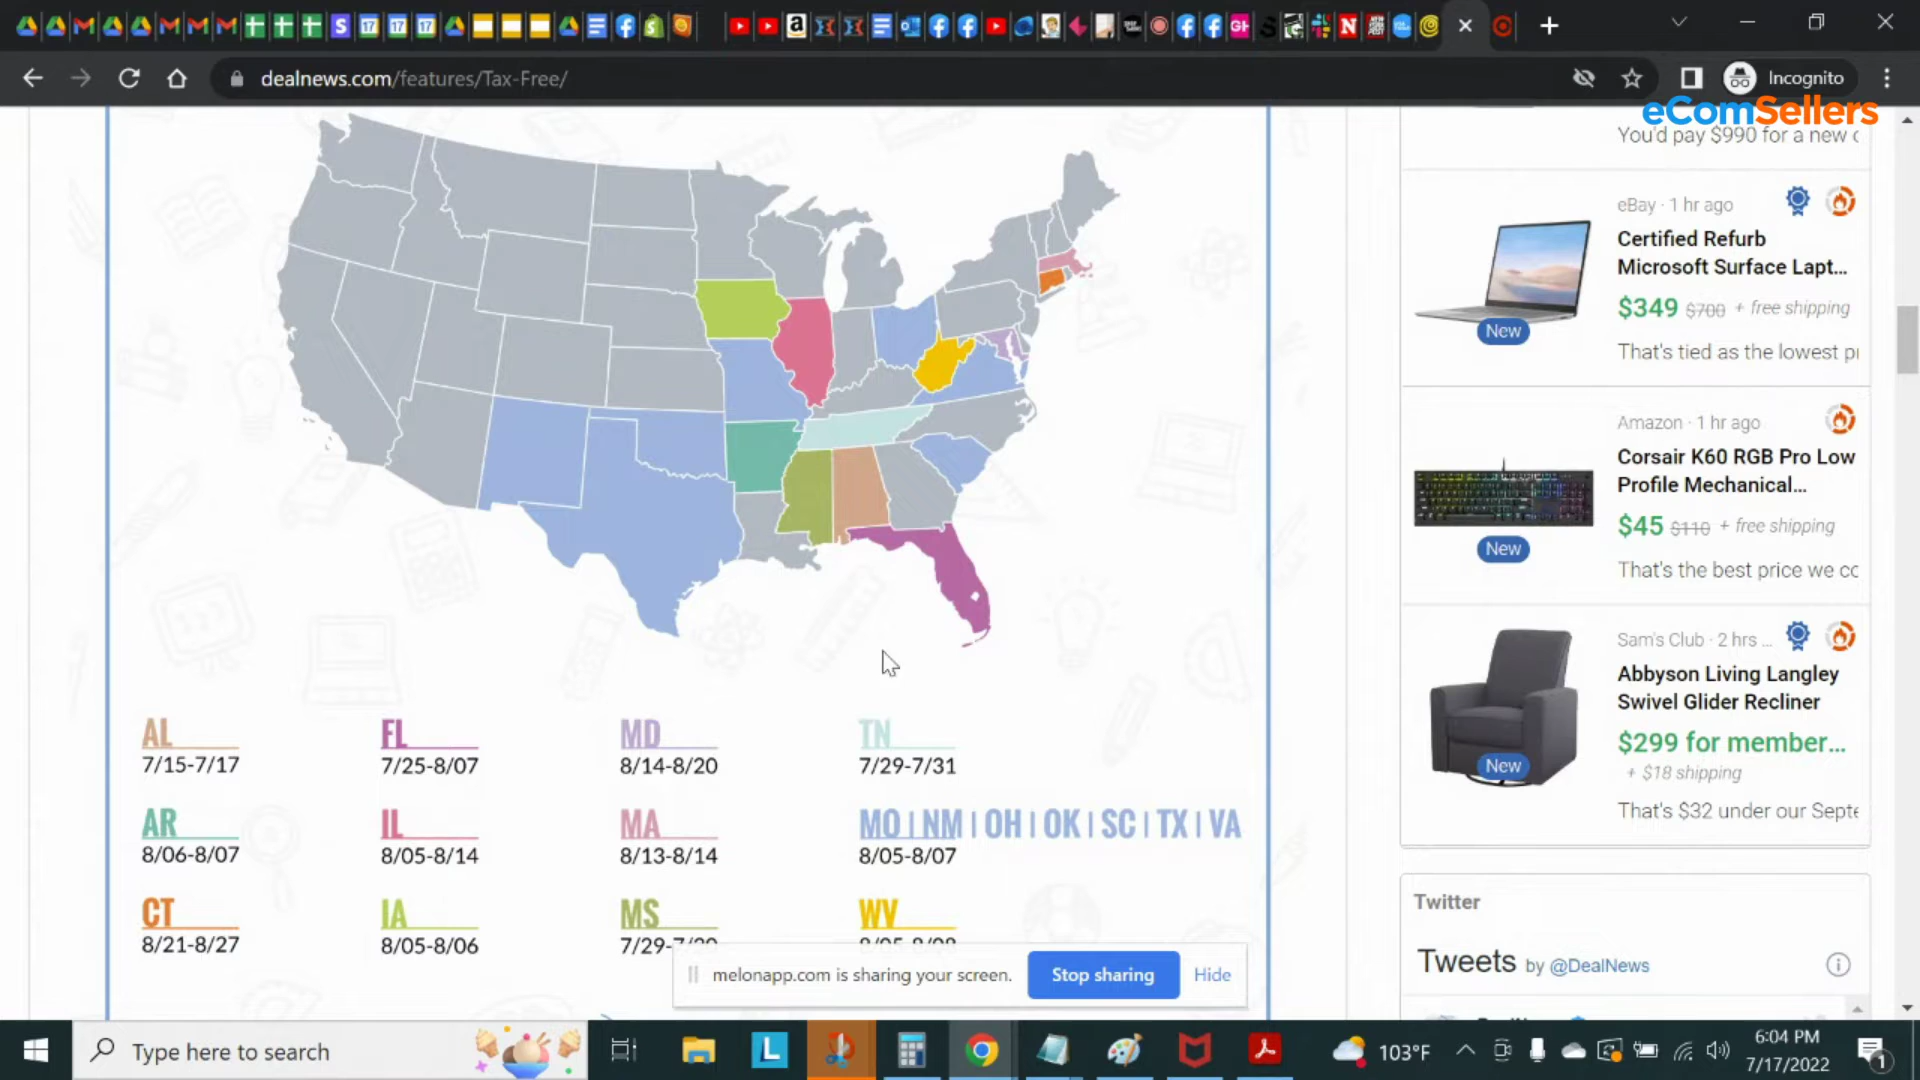 dealnews.com/features/Tax-Free/
Incognito
eComSellers
You'd pay $990 for a new
eBay · 1 hr ago
Certified Refurb
Microsoft Surface Lapt...
$349 $700 + free shipping
New
That's tied as the lowest
Amazon · 1 hr ago
Corsair K60 RGB Pro Low
Profile Mechanical...
$45 $110 + free shipping
New
That's the best price we
Sam's Club · 2 hrs ...
Abbyson Living Langley
Swivel Glider Recliner
$299 for member...
+ $18 shipping
New
That's $32 under our Septe
AL
7/15-7/17
FL
7/25-8/07
MD
8/14-8/20
TN
7/29-7/31
AR
8/06-8/07
IL
8/05-8/14
MA
8/13-8/14
MO | NM | OH | OK | SC | TX | VA
8/05-8/07
CT
8/21-8/27
IA
8/05-8/06
MS
WV
Twitter
Tweets by @DealNews
melonapp.com is sharing your screen. Stop sharing Hide
Type here to search
103°F
6:04 PM
7/17/2022
1